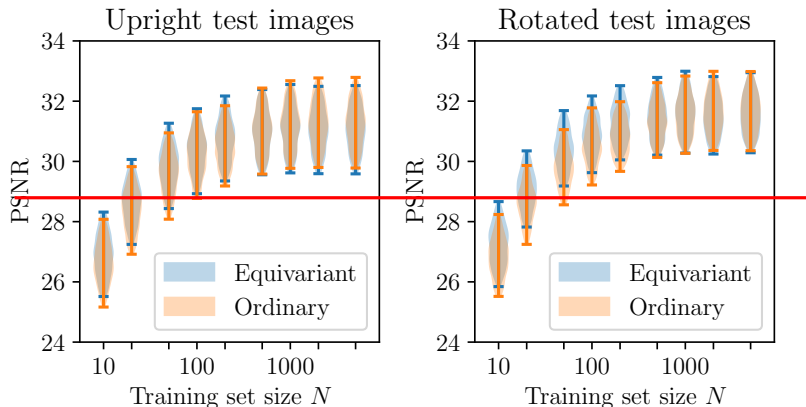 Upright test images
34
32
30
28
26
24
PSNR
Equivariant
Ordinary
10
100
1000
Training set size N
Rotated test images
34
32
30
28
26
24
PSNR
Equivariant
Ordinary
10
100
1000
Training set size N